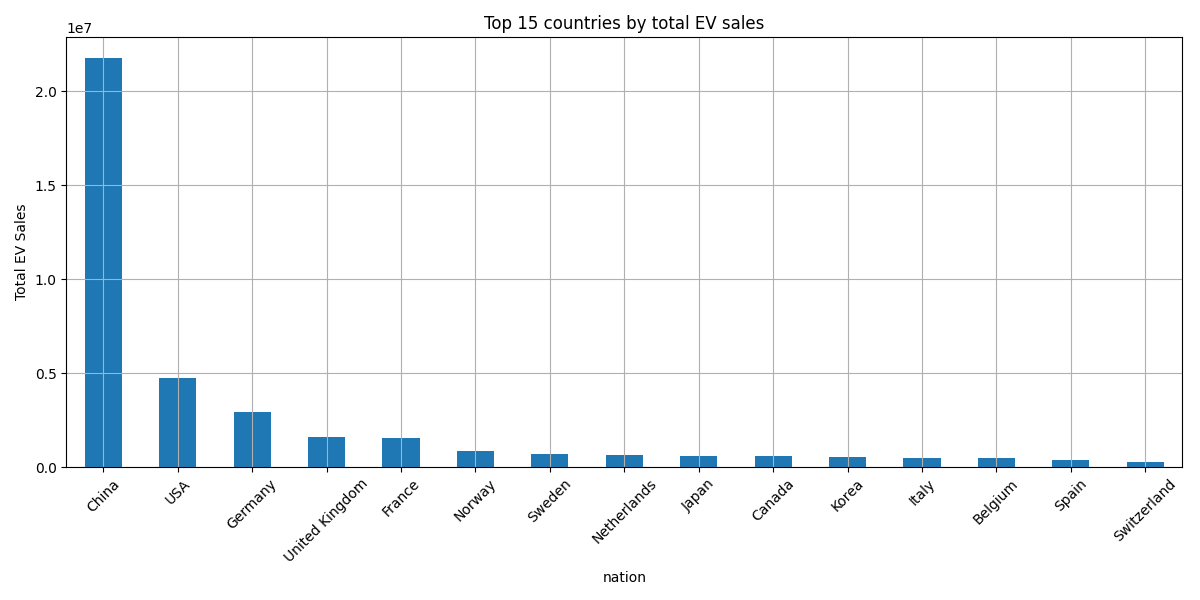 Top 15 countries by total EV sales
1e7
2.0
1.5
1.0
0.5
0.0
Total EV Sales
China
USA
Germany
United Kingdom
France
Norway
Sweden
Netherlands
Japan
Canada
Korea
Italy
Belgium
Spain
Switzerland
nation